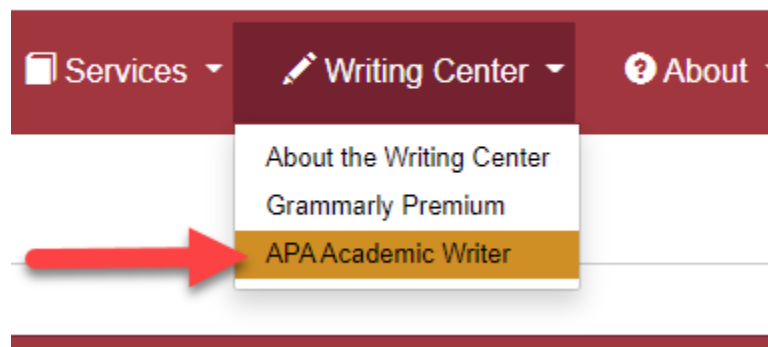 Services
Writing Center
About
About the Writing Center
Grammarly Premium
APA Academic Writer